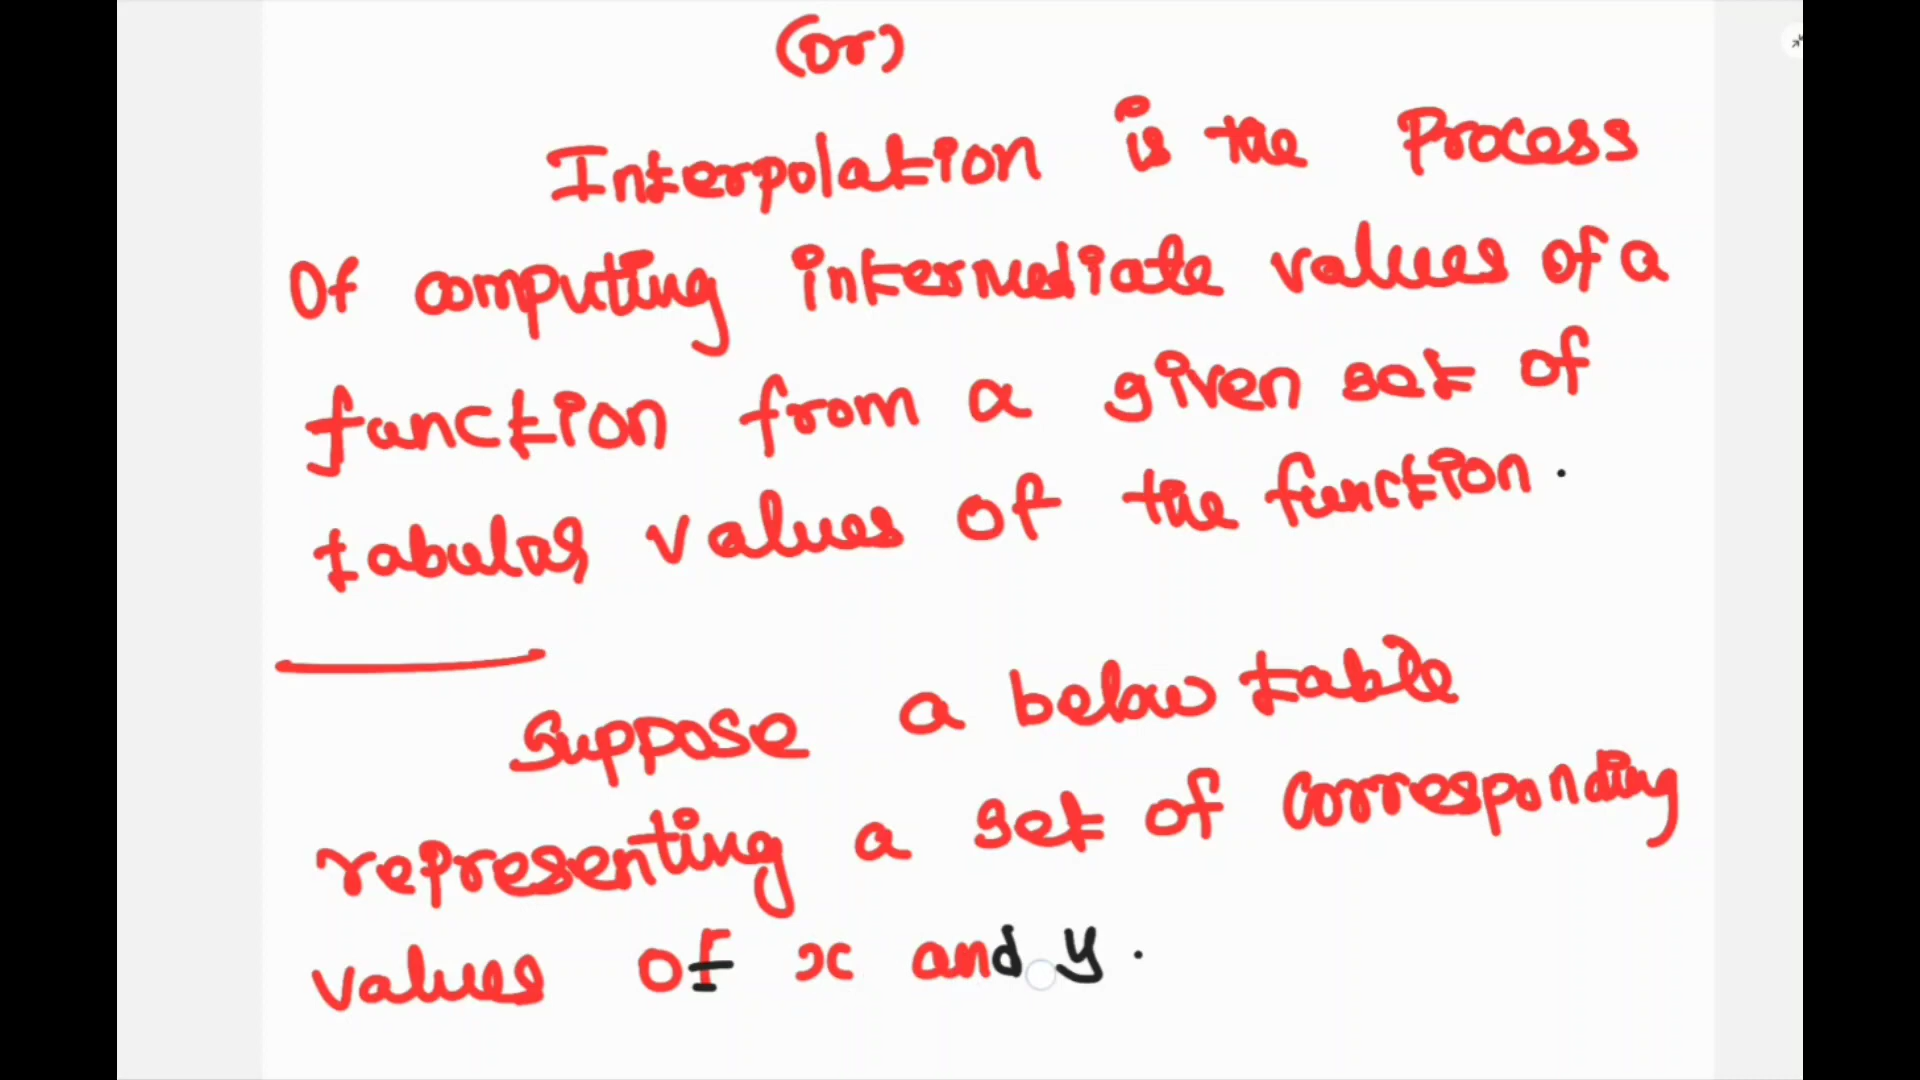 (or)
Interpolation is the Process
Of computing intermediate values of a
function from a given set of
tabular values of the function.
Suppose a below table
representing a set of corresponding
values of x and y.